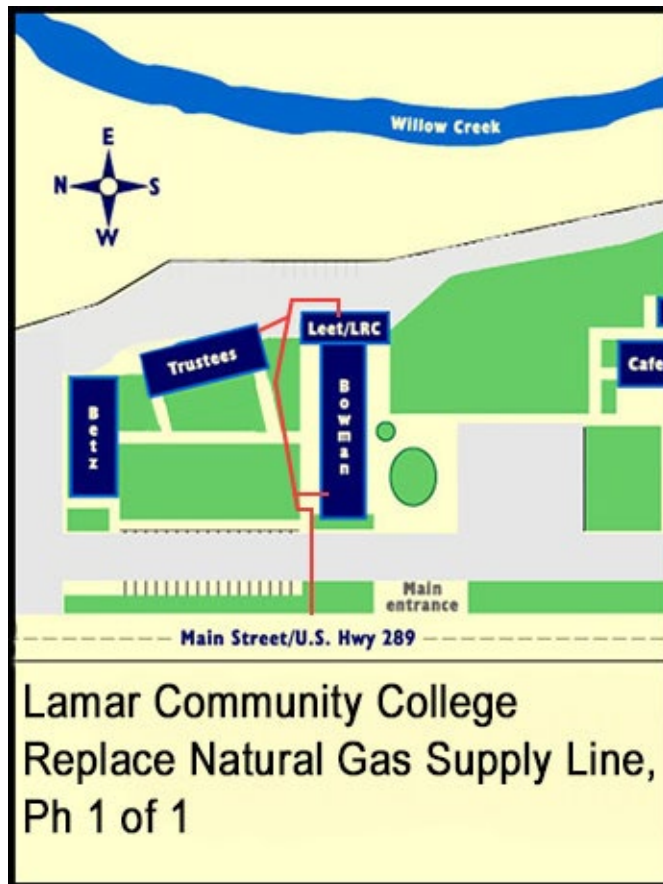 Willow Creek
E
N
S
W
Leet/LRC
Trustees
Cafe
Betz
Bowman
Main
entrance
Main Street/U.S. Hwy 289
Lamar Community College
Replace Natural Gas Supply Line,
Ph 1 of 1